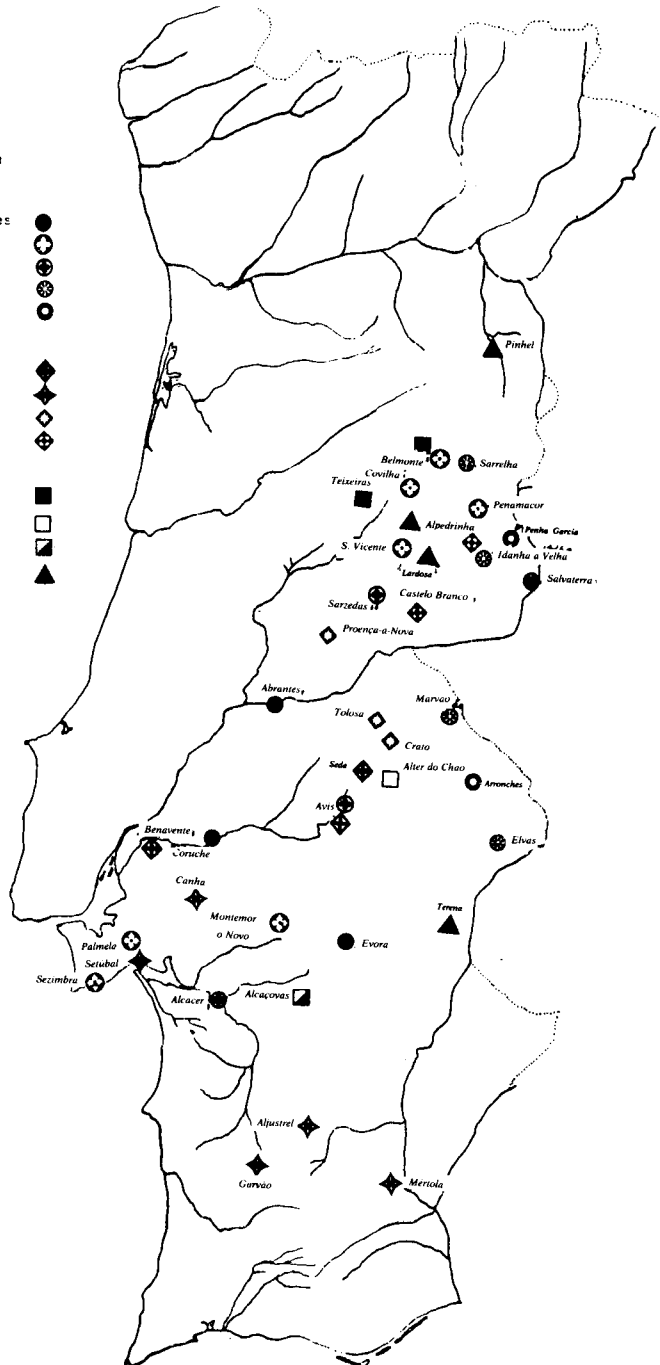 Pinhel
Belmonte
Sarrelha
Covilha
Teixeiras
Penamacor
Alpedrinha
Penha Garcia
S. Vicente
Idanha a Velha
Lardosa
Salvaterra
Castelo Branco
Sarzedas
Proença-a-Nova
Abrantes
Marvao
Tolosa
Crato
Seda
Alter do Chao
Arronches
Avis
Benavente
Coruche
Elvas
Canha
Montemor
o Novo
Terena
Evora
Palmela
Setúbal
Sezimbra
Alcacer
Alcaçovas
Aljustrel
Garvão
Mertola